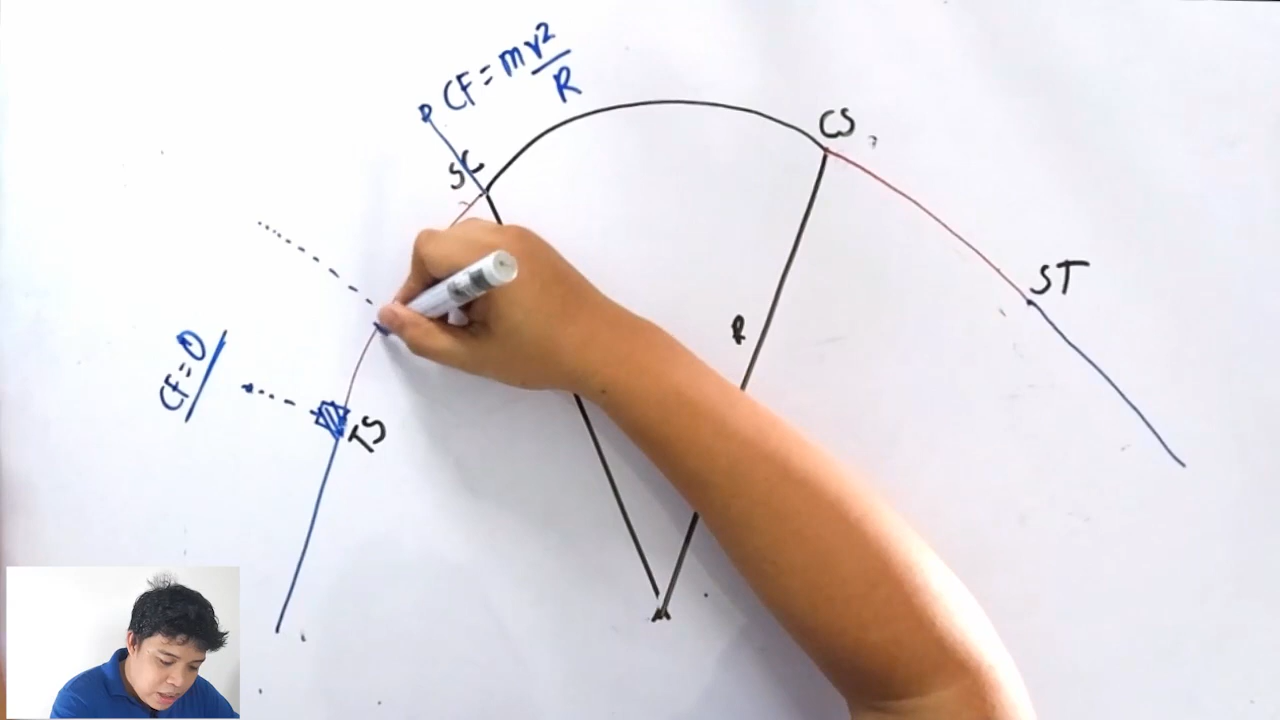 CF = mv²/R
SC
CS
ST
R
CF = 0
TS